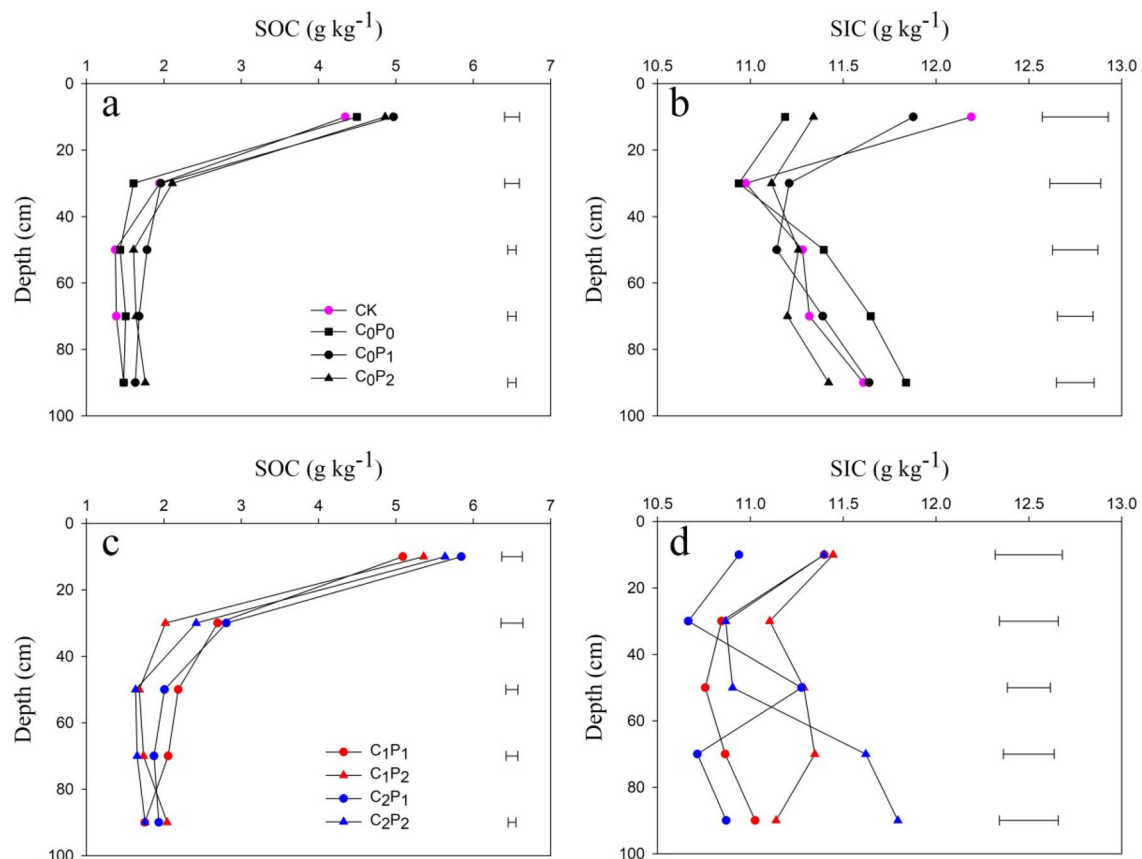 SOC (g kg⁻¹)
1 2 3 4 5 6 7
a
Depth (cm)
0
20
40
60
80
100
CK
C₀P₀
C₀P₁
C₀P₂
SIC (g kg⁻¹)
10.5 11.0 11.5 12.0 12.5 13.0
b
Depth (cm)
0
20
40
60
80
100
SOC (g kg⁻¹)
1 2 3 4 5 6 7
c
Depth (cm)
0
20
40
60
80
100
C₁P₁
C₁P₂
C₂P₁
C₂P₂
SIC (g kg⁻¹)
10.5 11.0 11.5 12.0 12.5 13.0
d
Depth (cm)
0
20
40
60
80
100